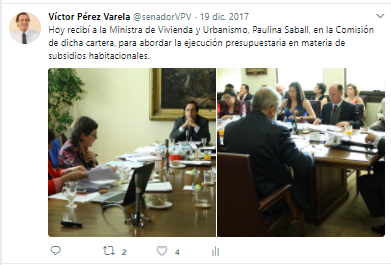 Víctor Pérez Varela @senadorVPV · 19 dic. 2017
Hoy recibí a la Ministra de Vivienda y Urbanismo, Paulina Saball, en la Comisión
de dicha cartera, para abordar la ejecución presupuestaria en materia de
subsidios habitacionales.
2 4